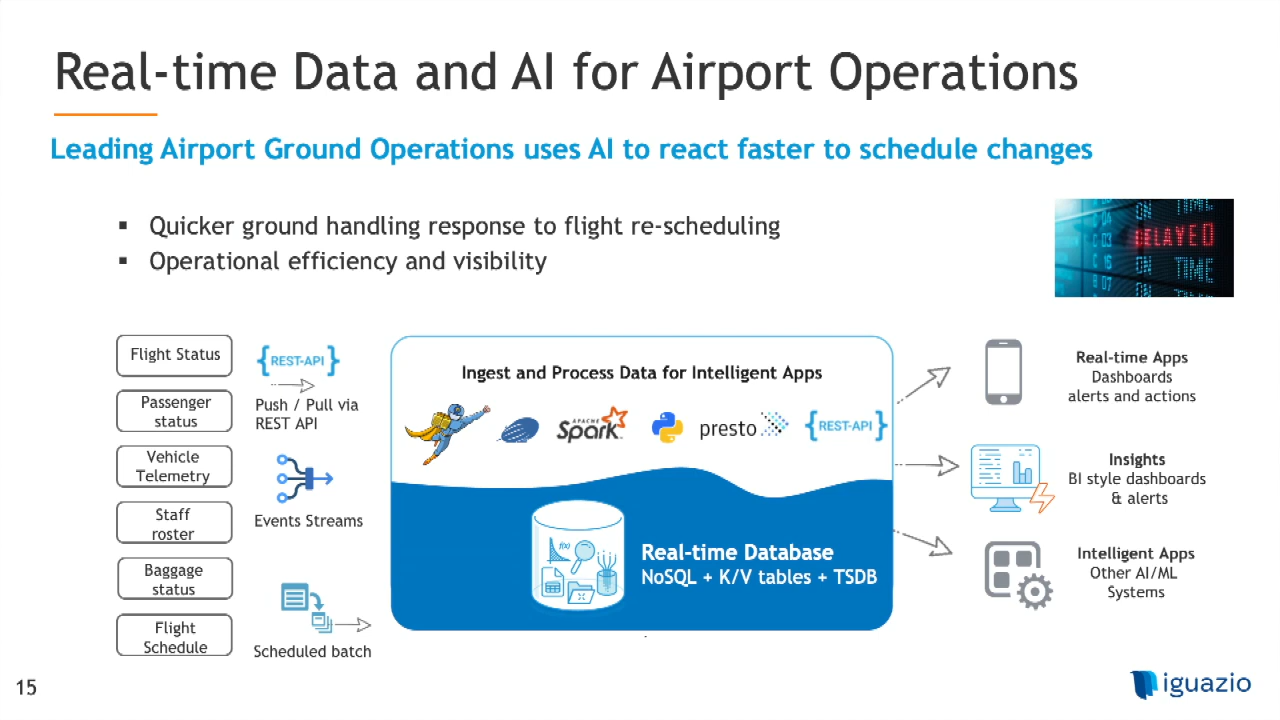 Real-time Data and AI for Airport Operations
Leading Airport Ground Operations uses AI to react faster to schedule changes
Quicker ground handling response to flight re-scheduling
Operational efficiency and visibility
ON TIME
03 DELAYED
C 15 ON TIME
07 ON
Flight Status
Passenger
status
Vehicle
Telemetry
Staff
roster
Baggage
status
Flight
Schedule
{REST-API}
Push / Pull via
REST API
Events Streams
Scheduled batch
Ingest and Process Data for Intelligent Apps
APACHE
Spark
presto
{REST-API}
f(x)
Real-time Database
NoSQL + K/V tables + TSDB
Real-time Apps
Dashboards
alerts and actions
Insights
BI style dashboards
& alerts
Intelligent Apps
Other AI/ML
Systems
15
iguazio